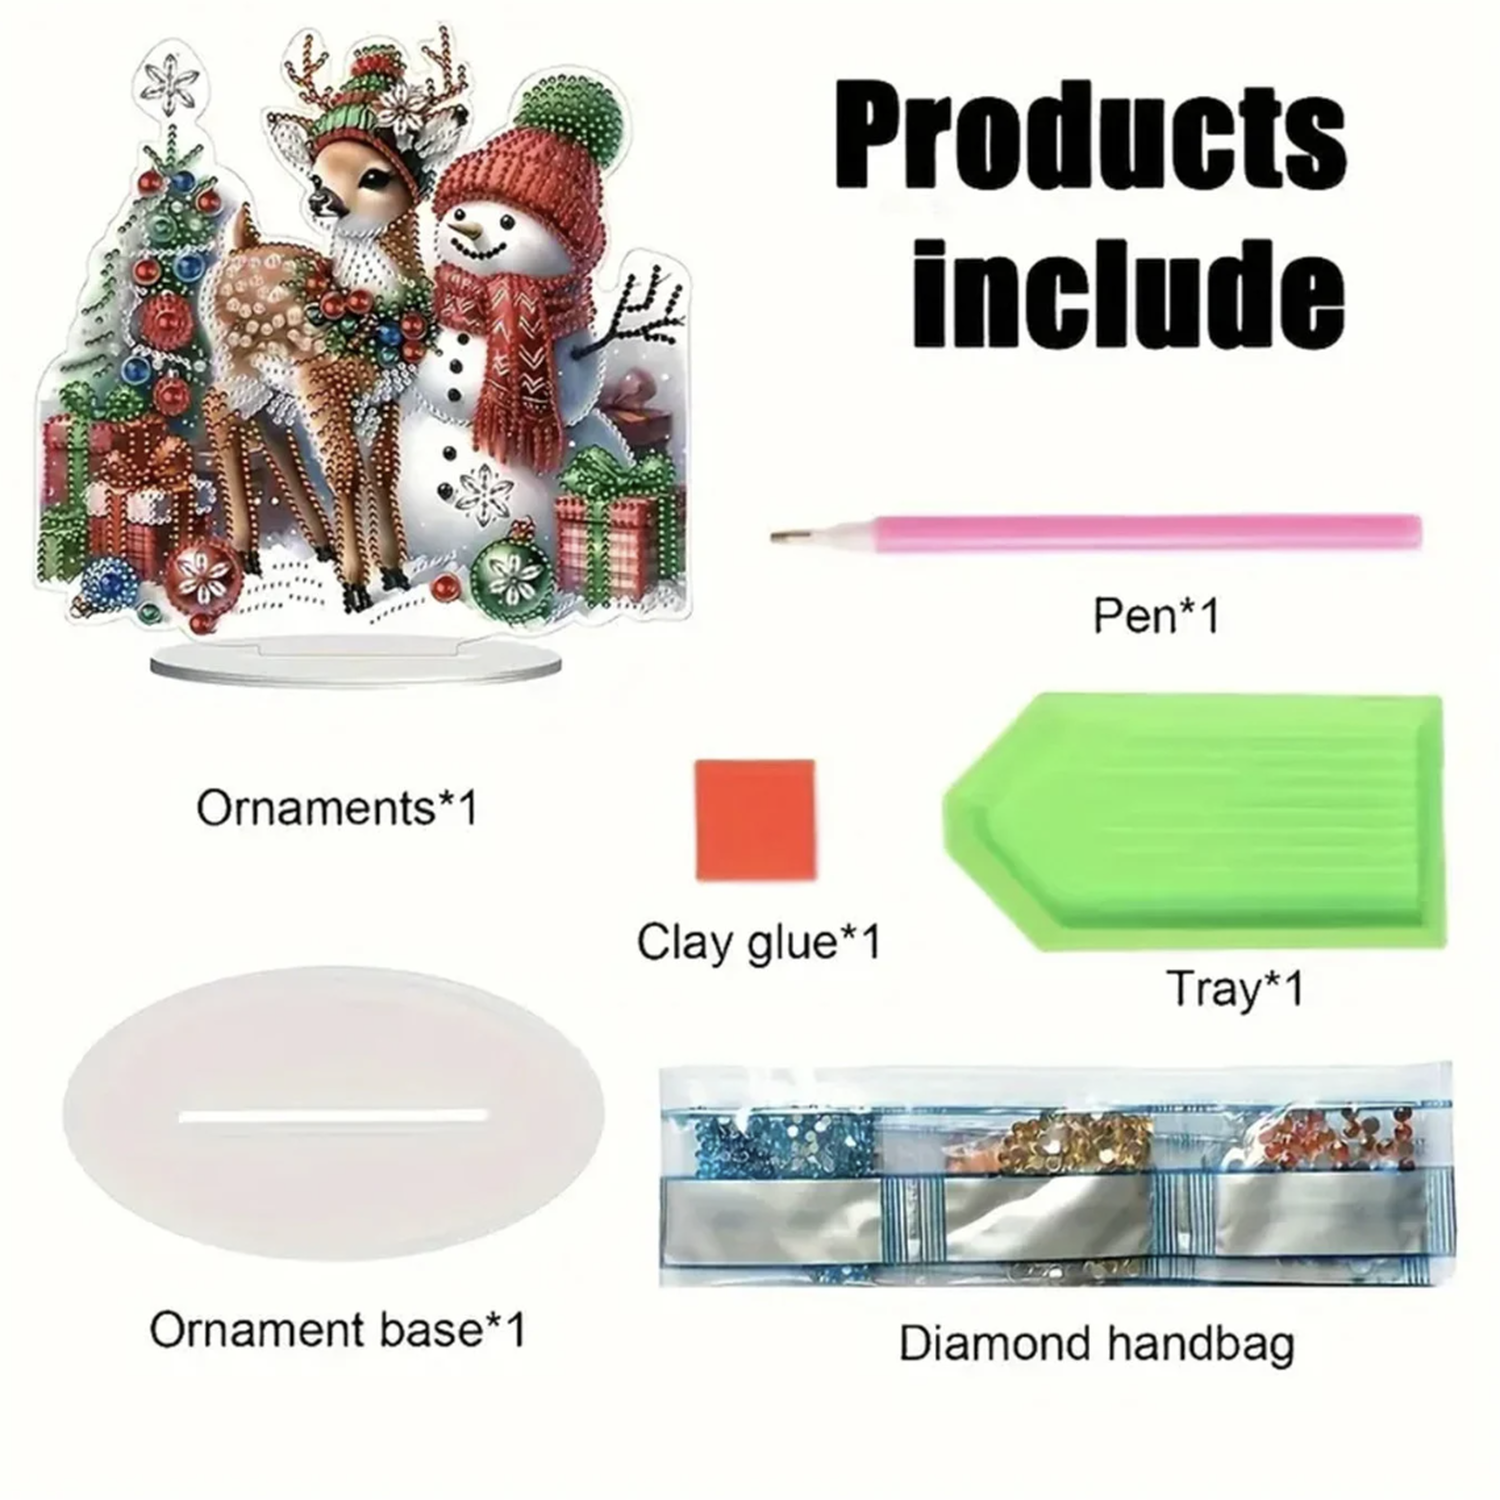 Products
include
Pen*1
Ornaments*1
Clay glue*1
Tray*1
Ornament base*1
Diamond handbag